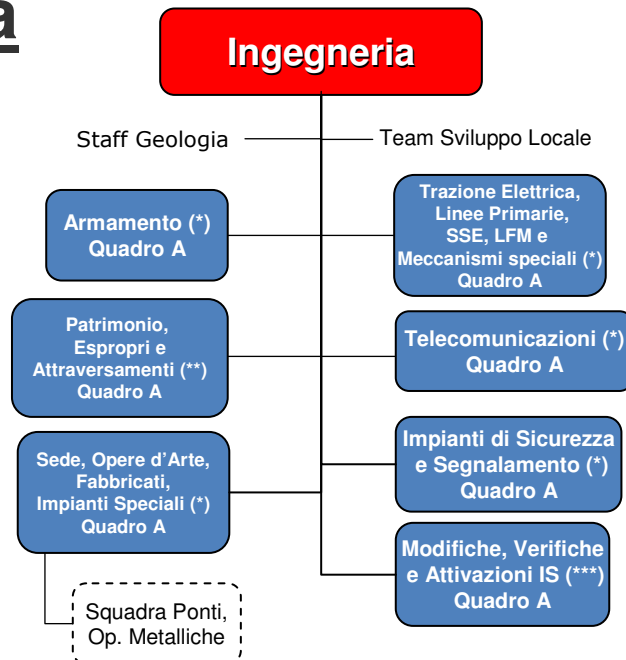 a
Ingegneria
Staff Geologia
Team Sviluppo Locale
Armamento (*)
Quadro A
Trazione Elettrica,
Linee Primarie,
SSE, LFM e
Meccanismi speciali (*)
Quadro A
Patrimonio,
Espropri e
Attraversamenti (**)
Quadro A
Telecomunicazioni (*)
Quadro A
Sede, Opere d’Arte,
Fabbricati,
Impianti Speciali (*)
Quadro A
Impianti di Sicurezza
e Segnalamento (*)
Quadro A
Modifiche, Verifiche
e Attivazioni IS (***)
Quadro A
Squadra Ponti,
Op. Metalliche